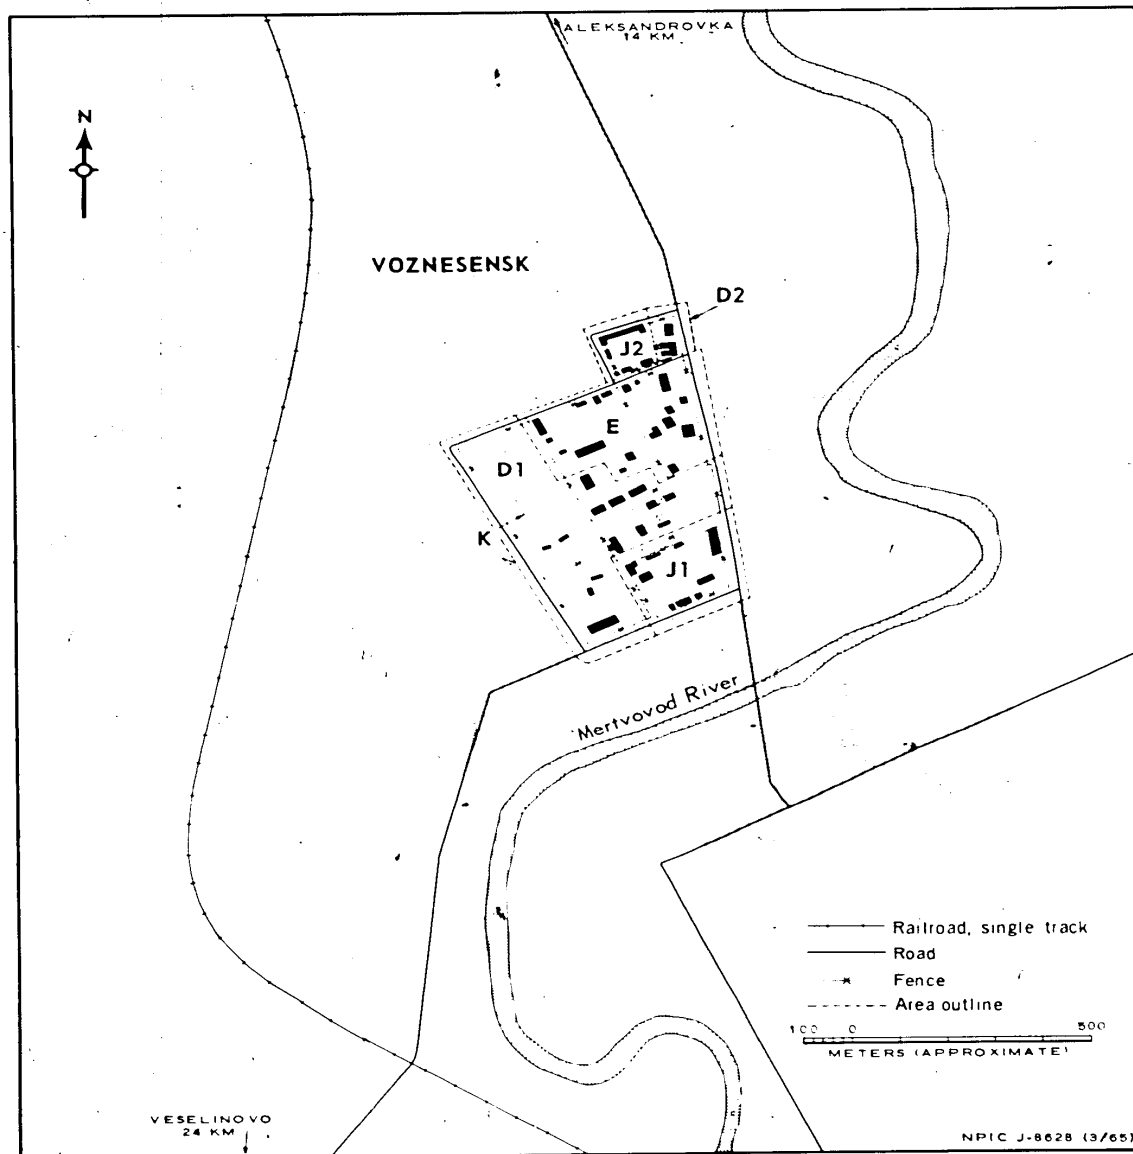 ALEKSANDROVKA
14 KM
N
VOZNESENSK
D2
J2
E
D1
K
J1
Mertvovod River
Railroad, single track
Road
Fence
Area outline
100 0 500
METERS (APPROXIMATE)
VESELINOVO
24 KM
NPIC J-8628 (3/65)